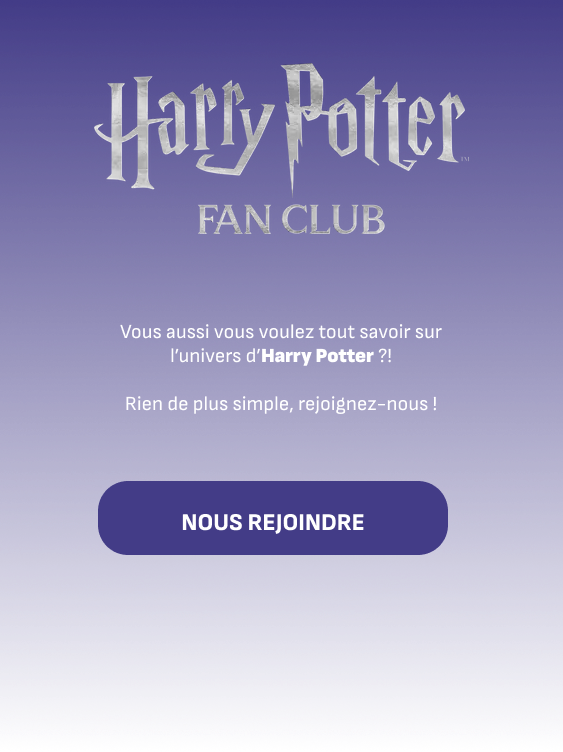 Harry Potter™
FAN CLUB
Vous aussi vous voulez tout savoir sur
l’univers d’Harry Potter ?!
Rien de plus simple, rejoignez-nous !
NOUS REJOINDRE